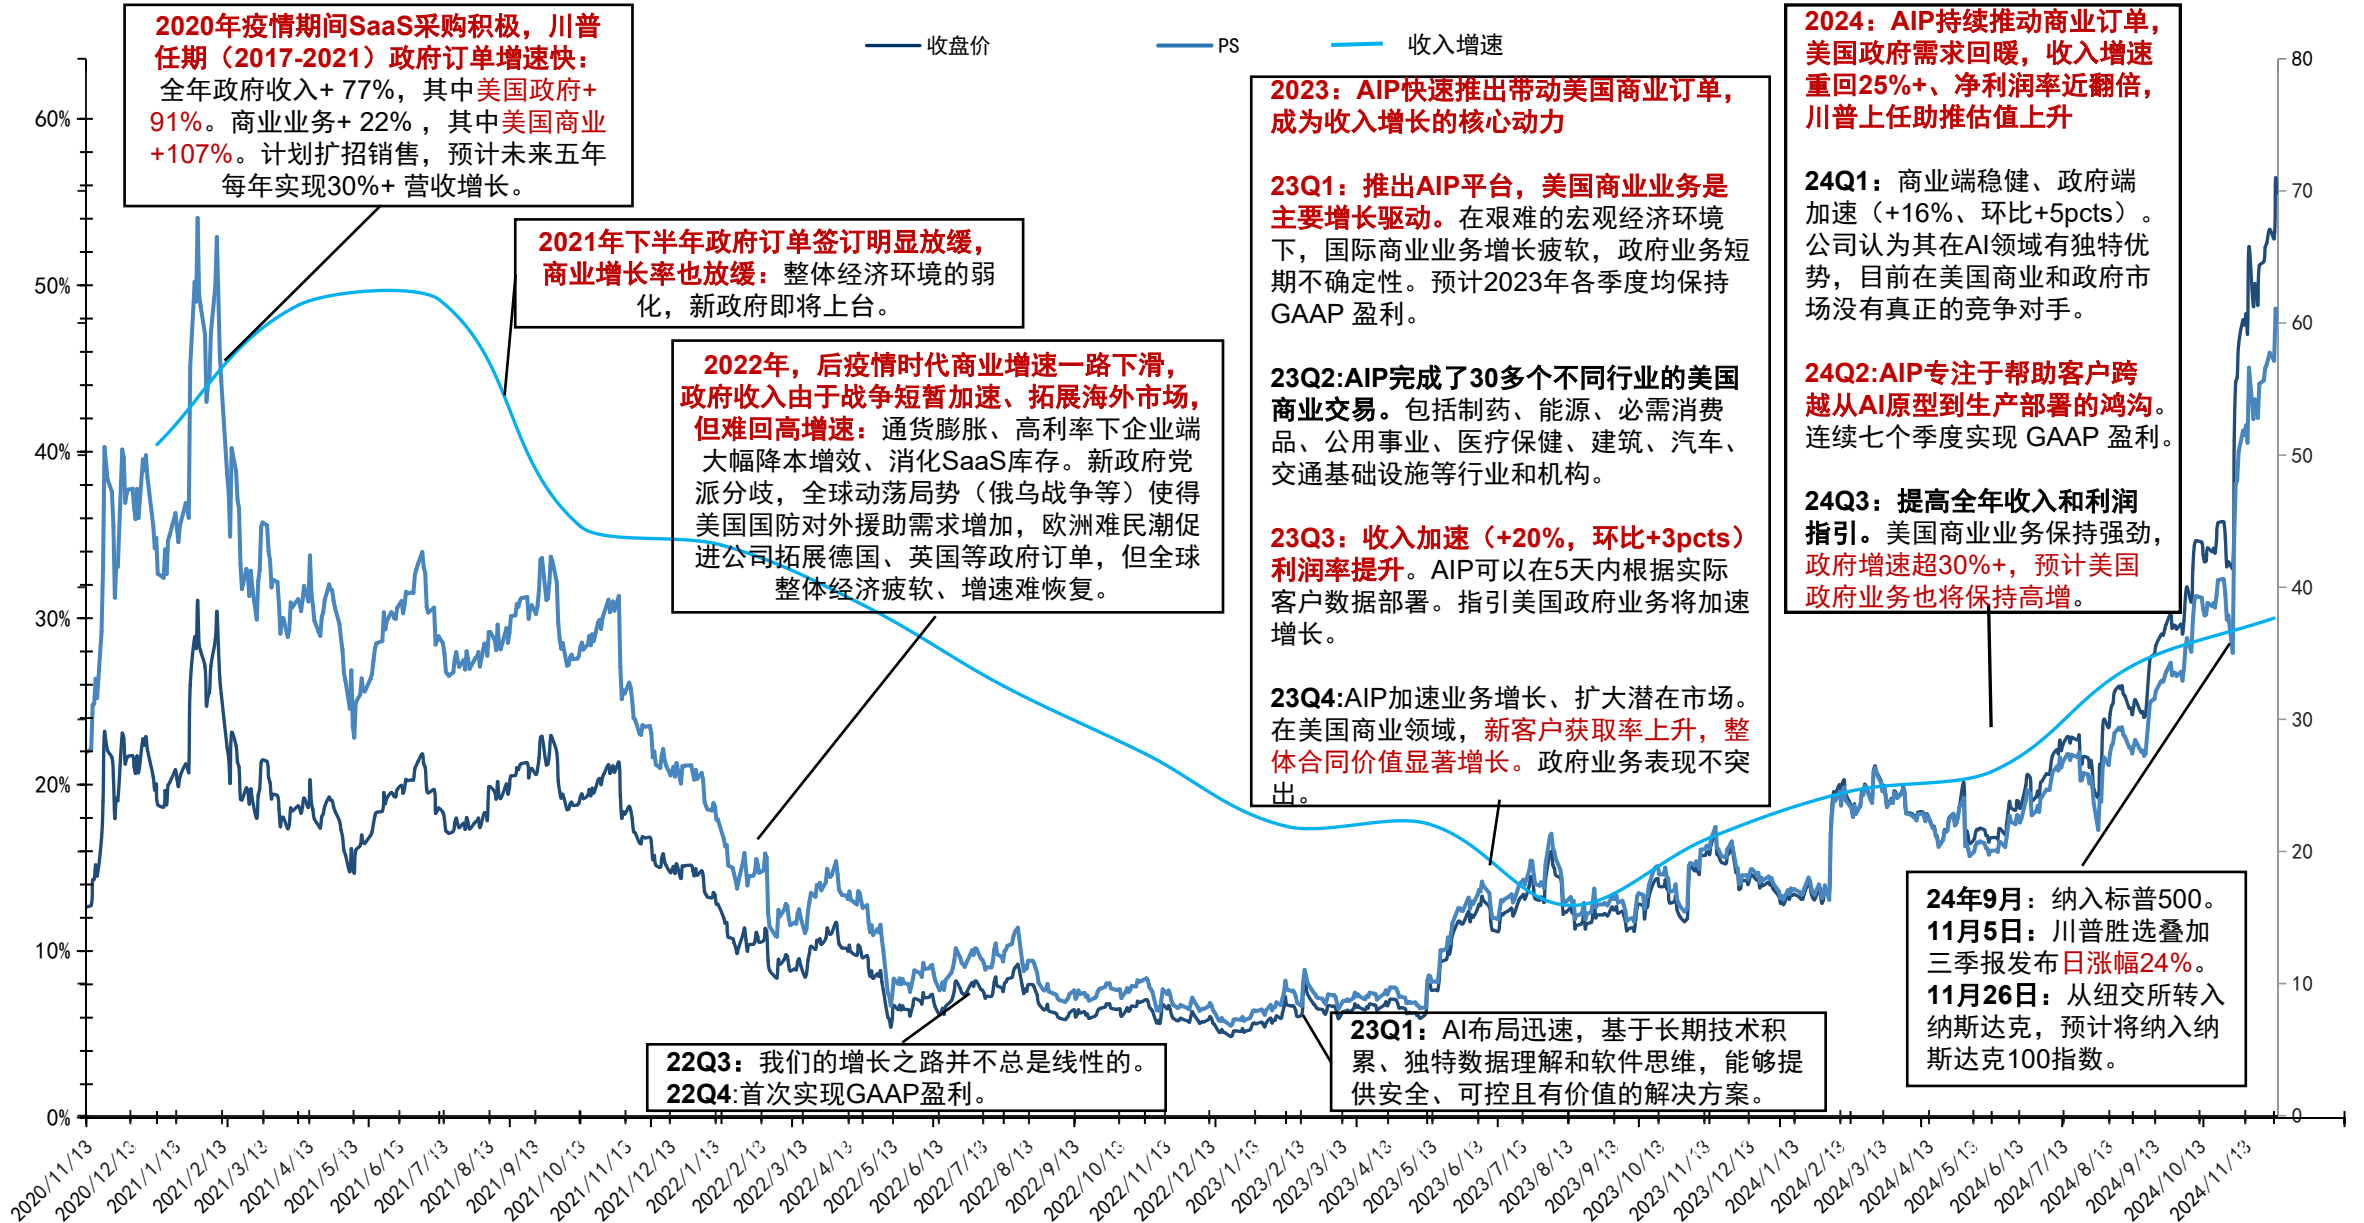 2020年疫情期间SaaS采购积极，川普
任期（2017-2021）政府订单增速快：
全年政府收入+ 77%，其中美国政府+
91%。商业业务+ 22% ，其中美国商业
+107%。计划扩招销售，预计未来五年
每年实现30%+ 营收增长。
2021年下半年政府订单签订明显放缓，
商业增长率也放缓：整体经济环境的弱
化，新政府即将上台。
2022年，后疫情时代商业增速一路下滑，
政府收入由于战争短暂加速、拓展海外市场，
但难回高增速：通货膨胀、高利率下企业端
大幅降本增效、消化SaaS库存。新政府党
派分歧，全球动荡局势（俄乌战争等）使得
美国国防对外援助需求增加，欧洲难民潮促
进公司拓展德国、英国等政府订单，但全球
整体经济疲软、增速难恢复。
收盘价
PS
收入增速
2023：AIP快速推出带动美国商业订单，
成为收入增长的核心动力
23Q1：推出AIP平台，美国商业业务是
主要增长驱动。在艰难的宏观经济环境
下，国际商业业务增长疲软，政府业务短
期不确定性。预计2023年各季度均保持
GAAP 盈利。
23Q2:AIP完成了30多个不同行业的美国
商业交易。包括制药、能源、必需消费
品、公用事业、医疗保健、建筑、汽车、
交通基础设施等行业和机构。
23Q3：收入加速（+20%，环比+3pcts）
利润率提升。AIP可以在5天内根据实际
客户数据部署。指引美国政府业务将加速
增长。
23Q4:AIP加速业务增长、扩大潜在市场。
在美国商业领域，新客户获取率上升，整
体合同价值显著增长。政府业务表现不突
出。
2024：AIP持续推动商业订单，
美国政府需求回暖，收入增速
重回25%+、净利润率近翻倍，
川普上任助推估值上升
24Q1：商业端稳健、政府端
加速（+16%、环比+5pcts）。
公司认为其在AI领域有独特优
势，目前在美国商业和政府市
场没有真正的竞争对手。
24Q2:AIP专注于帮助客户跨
越从AI原型到生产部署的鸿沟。
连续七个季度实现 GAAP 盈利。
24Q3：提高全年收入和利润
指引。美国商业业务保持强劲，
政府增速超30%+，预计美国
政府业务也将保持高增。
24年9月：纳入标普500。
11月5日：川普胜选叠加
三季报发布日涨幅24%。
11月26日：从纽交所转入
纳斯达克，预计将纳入纳
斯达克100指数。
22Q3：我们的增长之路并不总是线性的。
22Q4:首次实现GAAP盈利。
23Q1：AI布局迅速，基于长期技术积
累、独特数据理解和软件思维，能够提
供安全、可控且有价值的解决方案。
60%
50%
40%
30%
20%
10%
0%
80
70
60
50
40
30
20
10
0
2020/11/13
2020/12/13
2021/1/13
2021/2/13
2021/3/13
2021/4/13
2021/5/13
2021/6/13
2021/7/13
2021/8/13
2021/9/13
2021/10/13
2021/11/13
2021/12/13
2022/1/13
2022/2/13
2022/3/13
2022/4/13
2022/5/13
2022/6/13
2022/7/13
2022/8/13
2022/9/13
2022/10/13
2022/11/13
2022/12/13
2023/1/13
2023/2/13
2023/3/13
2023/4/13
2023/5/13
2023/6/13
2023/7/13
2023/8/13
2023/9/13
2023/10/13
2023/11/13
2023/12/13
2024/1/13
2024/2/13
2024/3/13
2024/4/13
2024/5/13
2024/6/13
2024/7/13
2024/8/13
2024/9/13
2024/10/13
2024/11/13